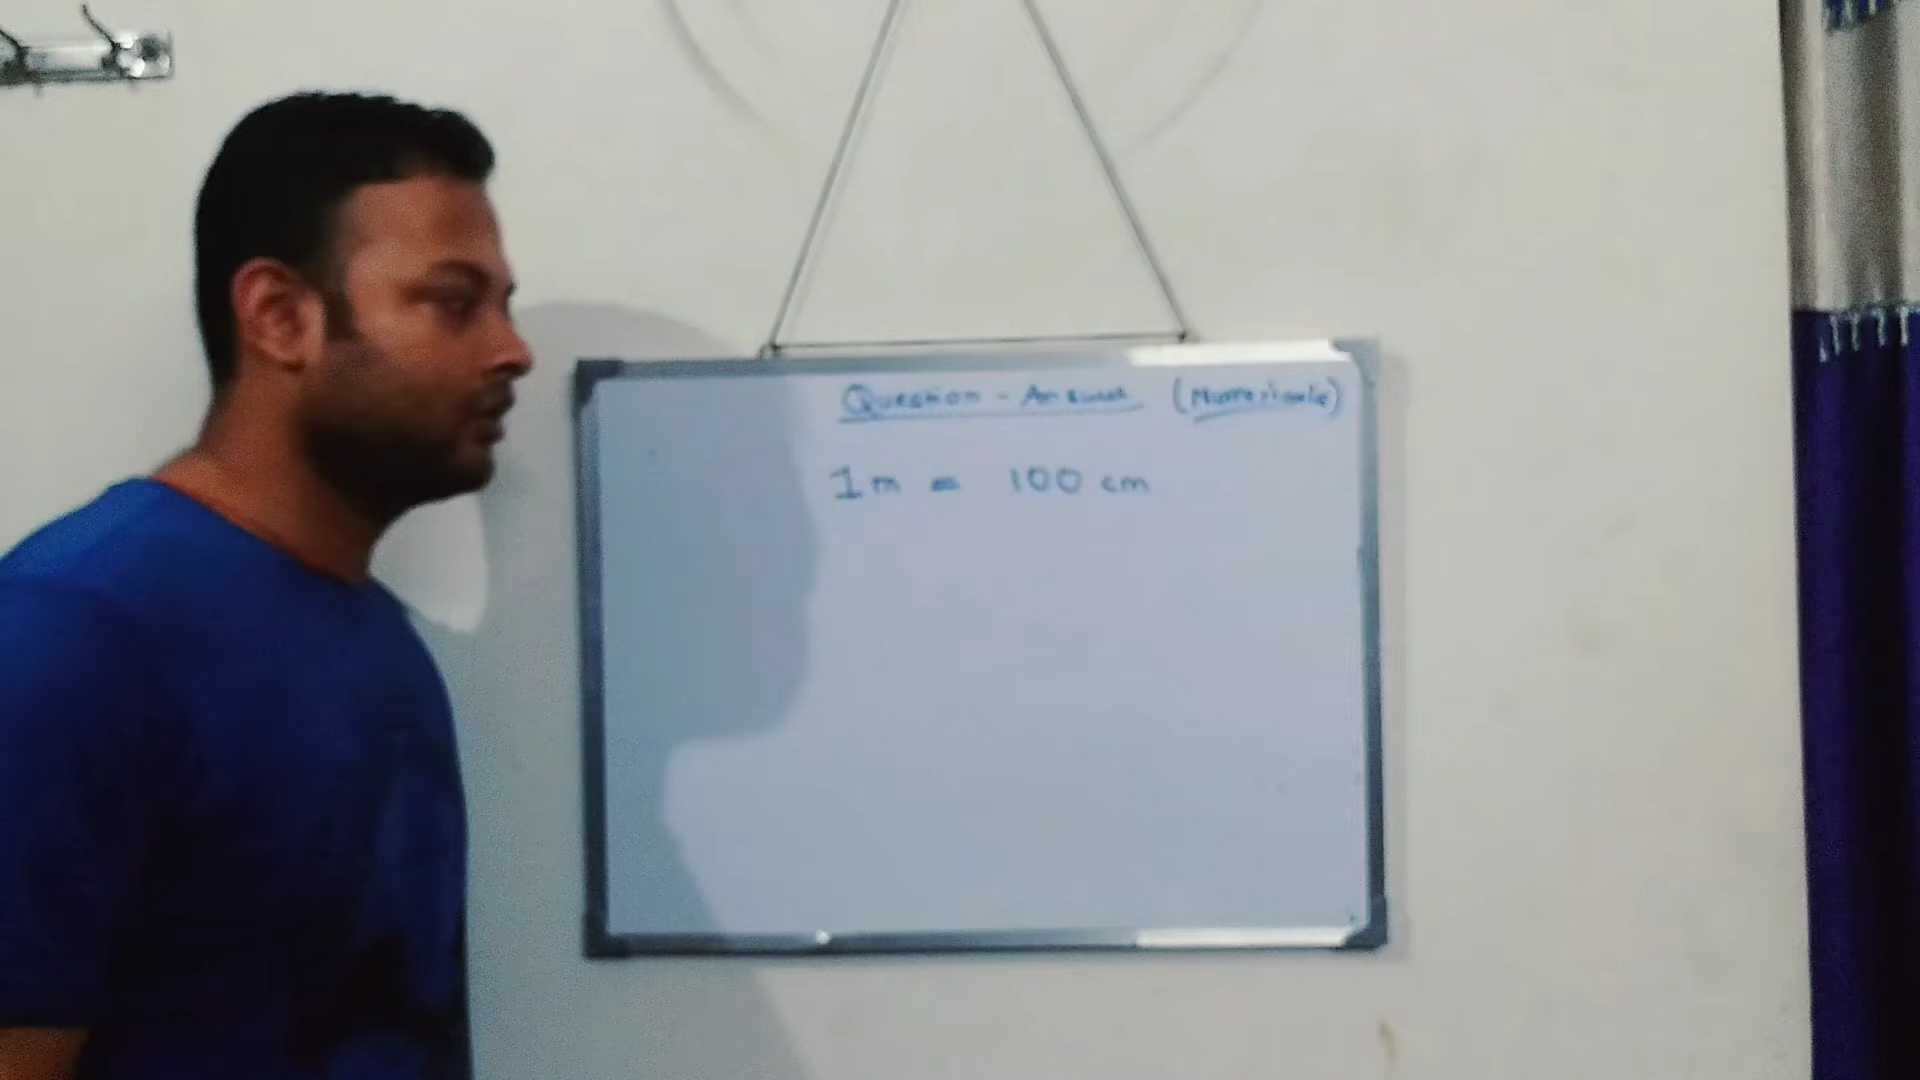 Question - Answer (Numericals)
1m = 100 cm